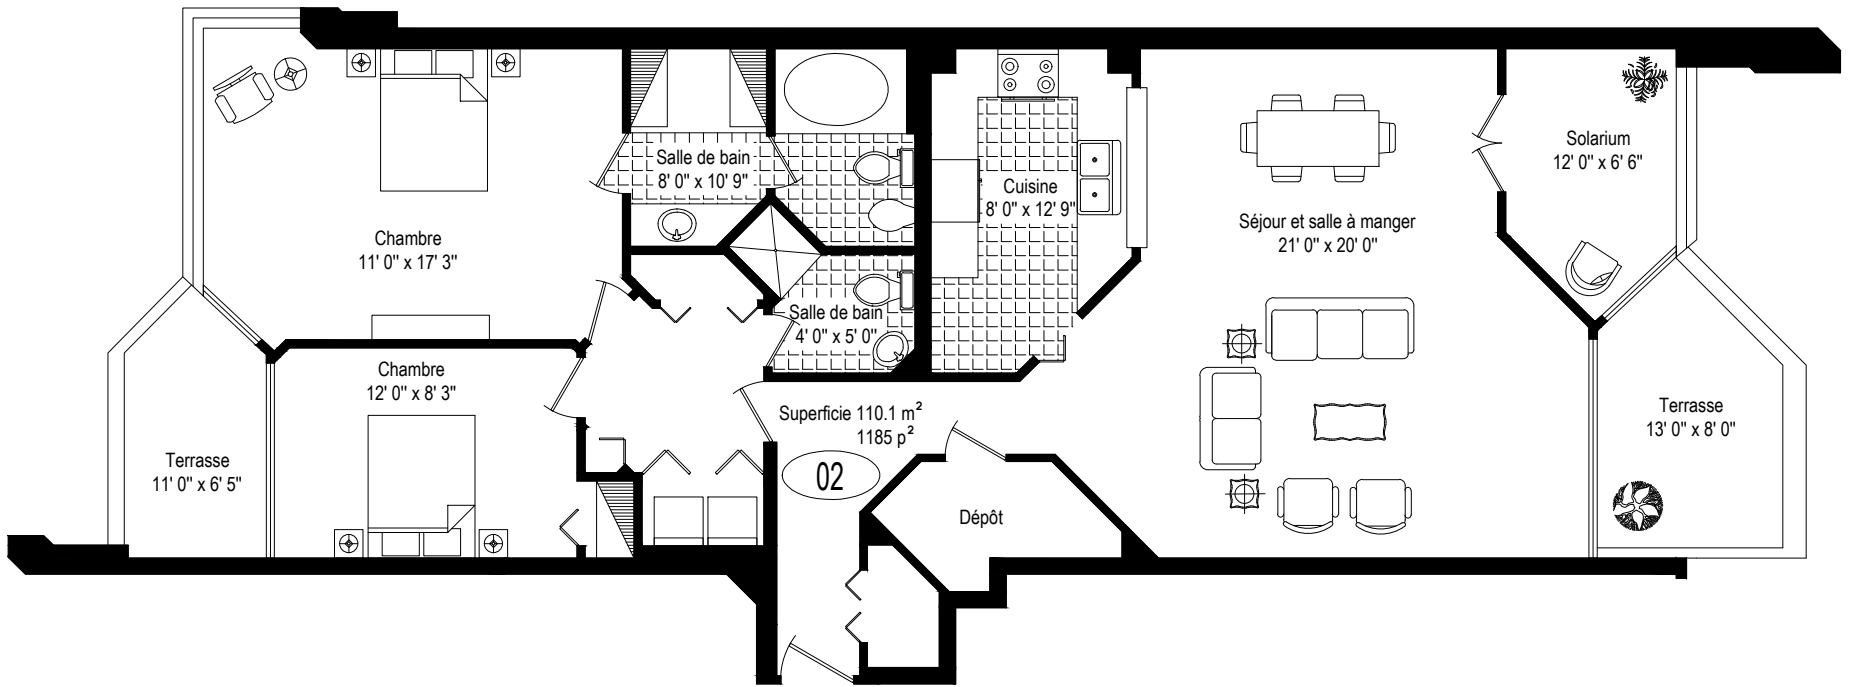 Chambre
11' 0" x 17' 3"
Salle de bain
8' 0" x 10' 9"
Cuisine
8' 0" x 12' 9"
Séjour et salle à manger
21' 0" x 20' 0"
Solarium
12' 0" x 6' 6"
Salle de bain
4' 0" x 5' 0"
Chambre
12' 0" x 8' 3"
Terrasse
11' 0" x 6' 5"
Superficie 110.1 m²
1185 p²
02
Dépôt
Terrasse
13' 0" x 8' 0"